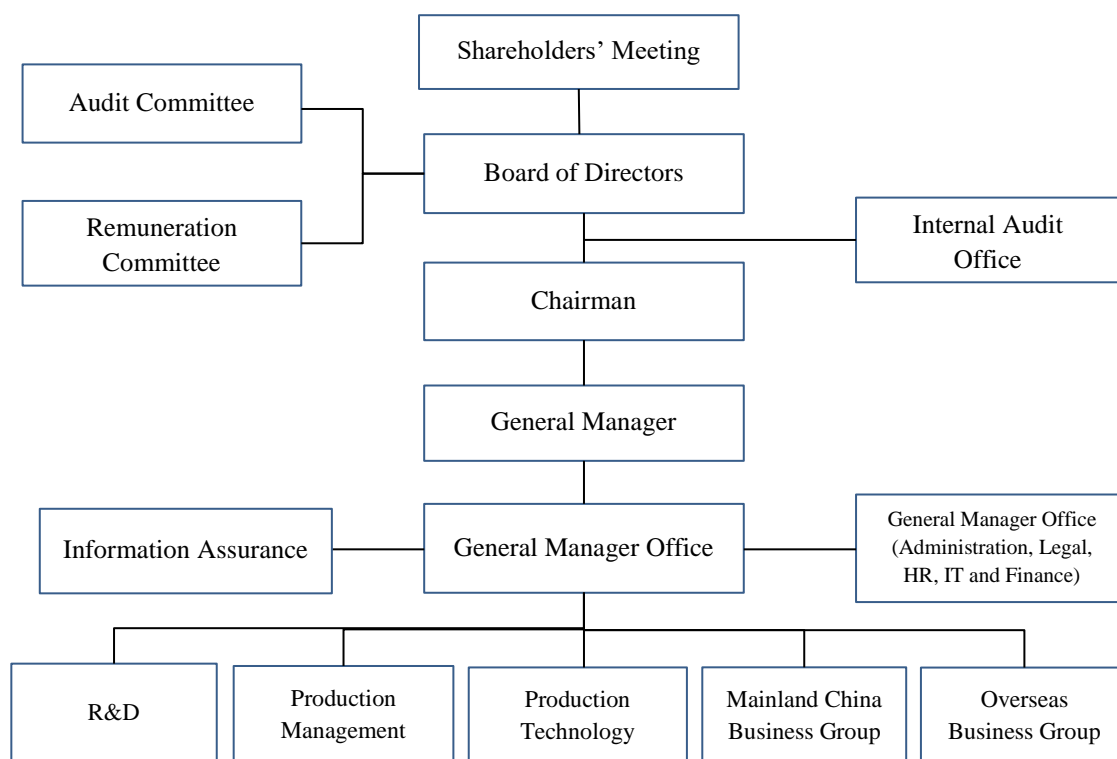 Shareholders’ Meeting
Audit Committee
Board of Directors
Remuneration
Committee
Internal Audit
Office
Chairman
General Manager
Information Assurance
General Manager Office
General Manager Office
(Administration, Legal,
HR, IT and Finance)
R&D
Production
Management
Production
Technology
Mainland China
Business Group
Overseas
Business Group